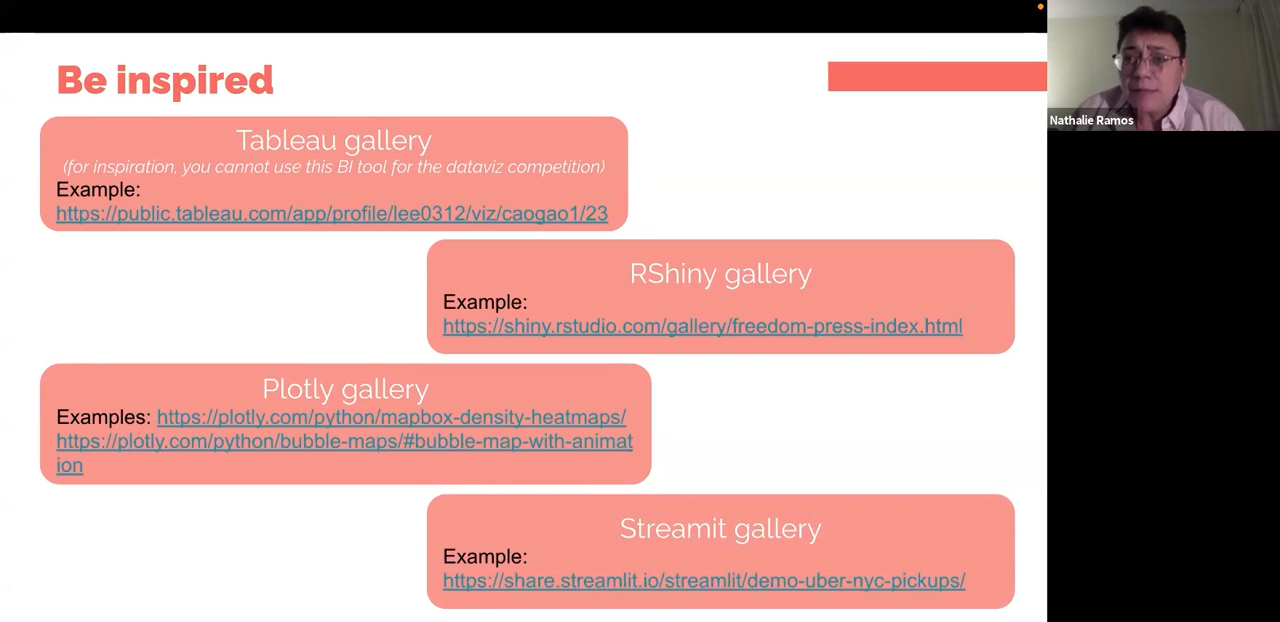 Be inspired
Tableau gallery
(for inspiration, you cannot use this BI tool for the dataviz competition)
Example:
https://public.tableau.com/app/profile/lee0312/viz/caogao1/23
RShiny gallery
Example:
https://shiny.rstudio.com/gallery/freedom-press-index.html
Plotly gallery
Examples: https://plotly.com/python/mapbox-density-heatmaps/
https://plotly.com/python/bubble-maps/#bubble-map-with-animat
ion
Streamit gallery
Example:
https://share.streamlit.io/streamlit/demo-uber-nyc-pickups/
Nathalie Ramos